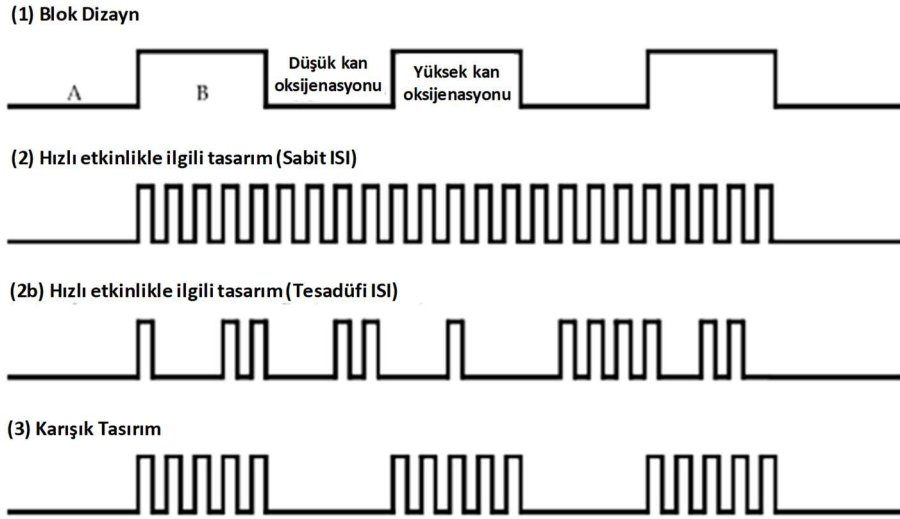 (1) Blok Dizayn
A
B
Düşük kan
oksijenasyonu
Yüksek kan
oksijenasyonu
(2) Hızlı etkinlikle ilgili tasarım (Sabit ISI)
(2b) Hızlı etkinlikle ilgili tasarım (Tesadüfi ISI)
(3) Karışık Tasırım